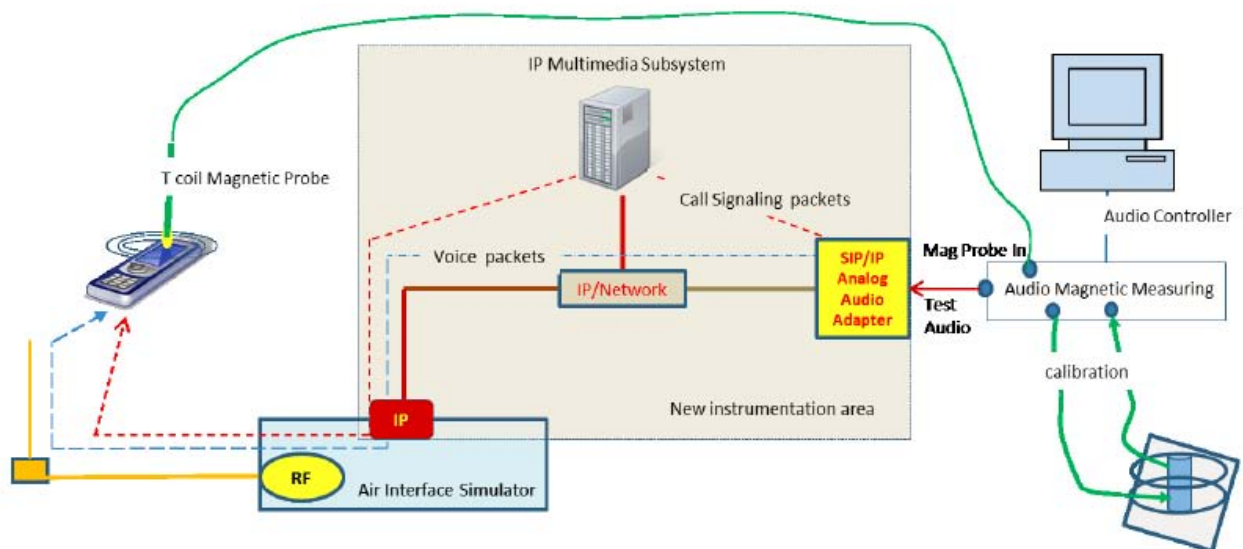 IP Multimedia Subsystem
T coil Magnetic Probe
Call Signaling packets
Audio Controller
Voice packets
SIP/IP
Analog
Audio
Adapter
Mag Probe In
IP/Network
Audio Magnetic Measuring
Test
Audio
calibration
New instrumentation area
IP
RF
Air Interface Simulator